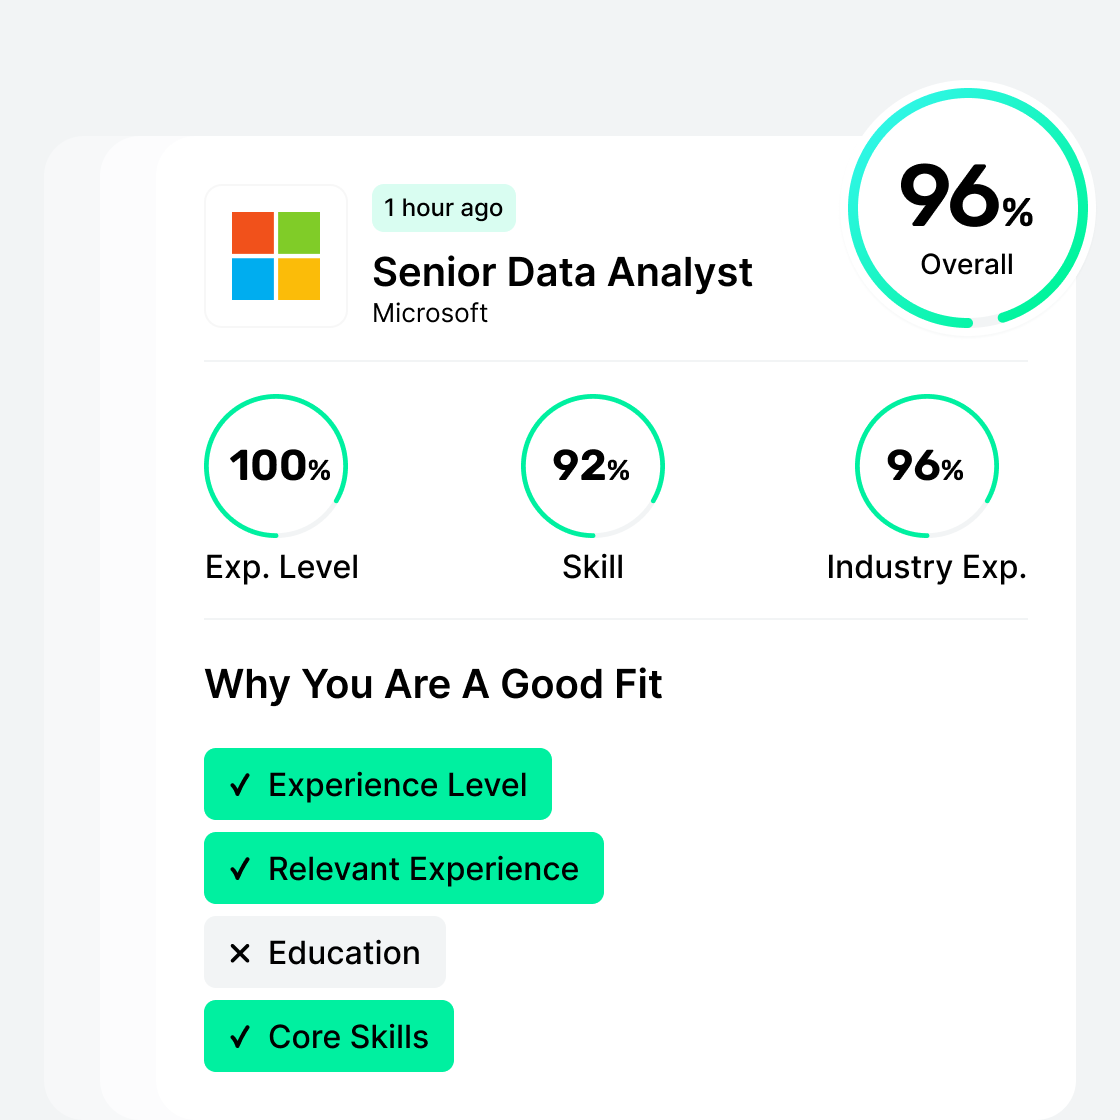 1 hour ago
Senior Data Analyst
Microsoft
96%
Overall
100%
Exp. Level
92%
Skill
96%
Industry Exp.
Why You Are A Good Fit
✓ Experience Level
✓ Relevant Experience
✕ Education
✓ Core Skills